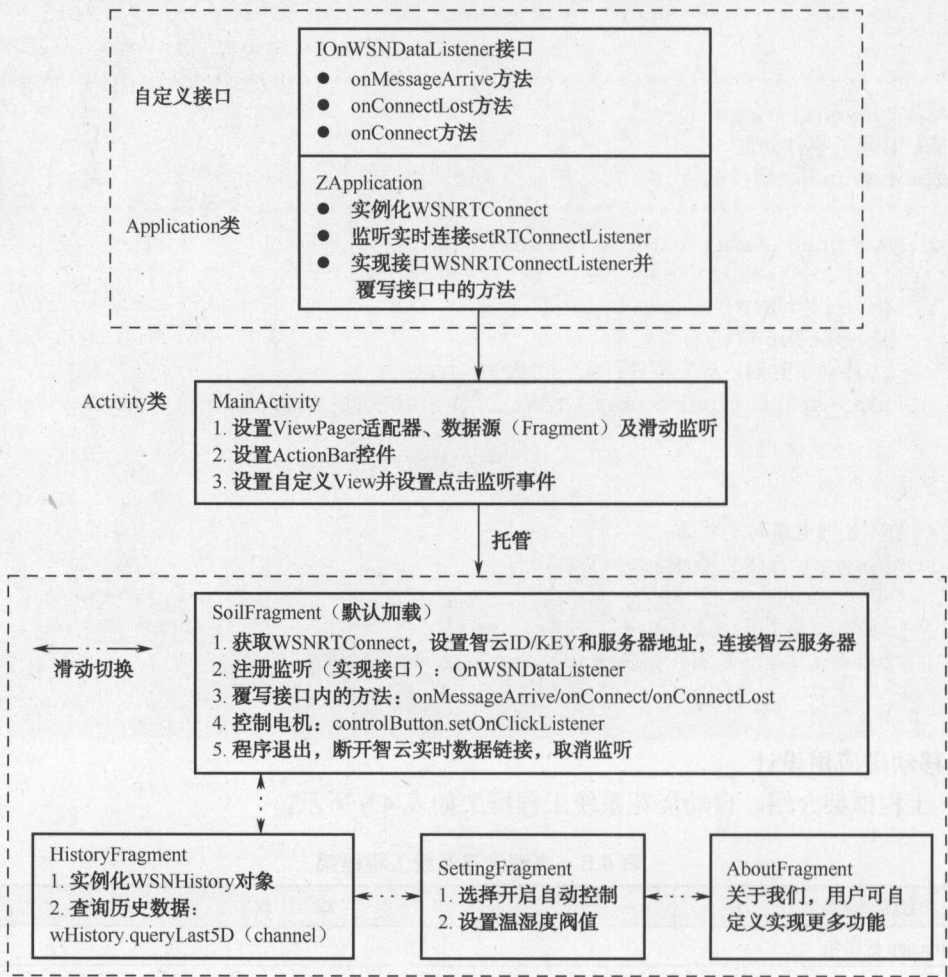 IOnWSNDataListener接口
● onMessageArrive方法
● onConnectLost方法
● onConnect方法
自定义接口
ZApplication
● 实例化WSNRTConnect
● 监听实时连接setRTConnectListener
● 实现接口WSNRTConnectListener并
覆写接口中的方法
Application类
Activity类
MainActivity
1. 设置ViewPager适配器、数据源（Fragment）及滑动监听
2. 设置ActionBar控件
3. 设置自定义View并设置点击监听事件
托管
滑动切换
SoilFragment（默认加载）
1. 获取WSNRTConnect，设置智云ID/KEY和服务器地址，连接智云服务器
2. 注册监听（实现接口）：OnWSNDataListener
3. 覆写接口内的方法：onMessageArrive/onConnect/onConnectLost
4. 控制电机：controlButton.setOnClickListener
5. 程序退出，断开智云实时数据链接，取消监听
HistoryFragment
1. 实例化WSNHistory对象
2. 查询历史数据：
wHistory.queryLast5D（channel）
SettingFragment
1. 选择开启自动控制
2. 设置温湿度阀值
AboutFragment
关于我们，用户可自
定义实现更多功能